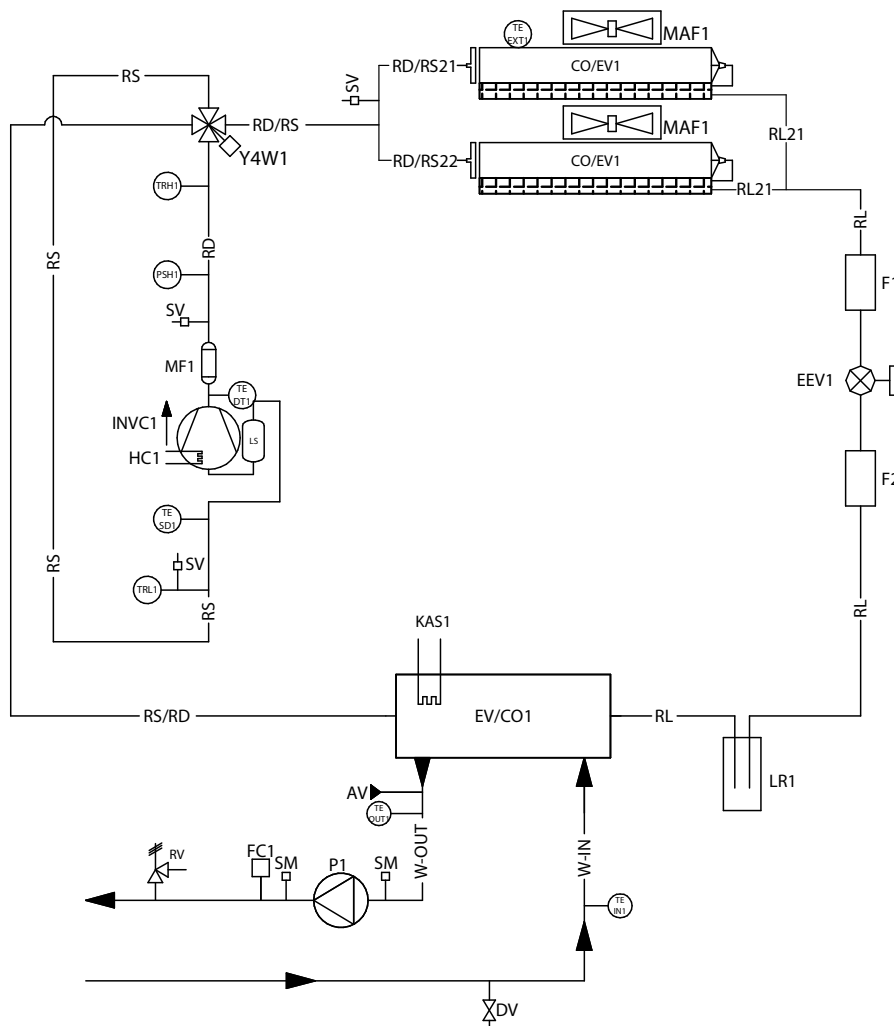 TE
EXT1
MAF1
RS
RD/RS21
CO/EV1
SV
RD/RS
MAF1
Y4W1
RL21
RD/RS22
CO/EV1
TRH1
RL21
RL
RD
RS
PSH1
F1
SV
MF1
EEV1
TE
DT1
INVC1
LS
HC1
F2
TE
SD1
RS
SV
TRL1
RS
RL
KAS1
RS/RD
EV/CO1
RL
LR1
AV
TE
OUT1
W-OUT
W-IN
RV
FC1
SM
P1
SM
TE
IN1
DV